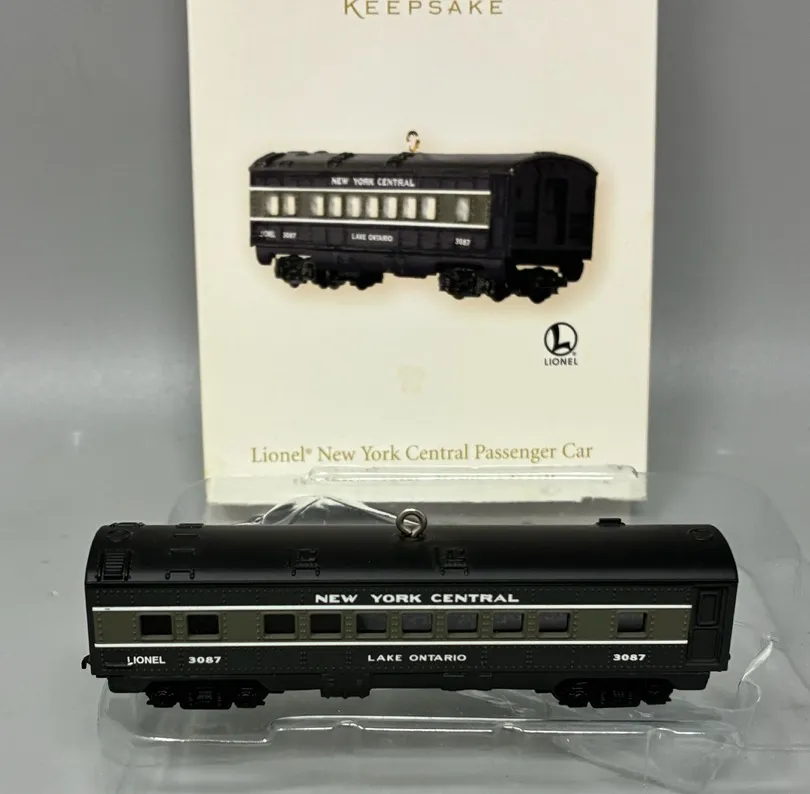 KEEPSAKE
NEW YORK CENTRAL
LIONEL 3087 LAKE ONTARIO 3087
L
LIONEL
Lionel® New York Central Passenger Car
NEW YORK CENTRAL
LIONEL 3087 LAKE ONTARIO 3087